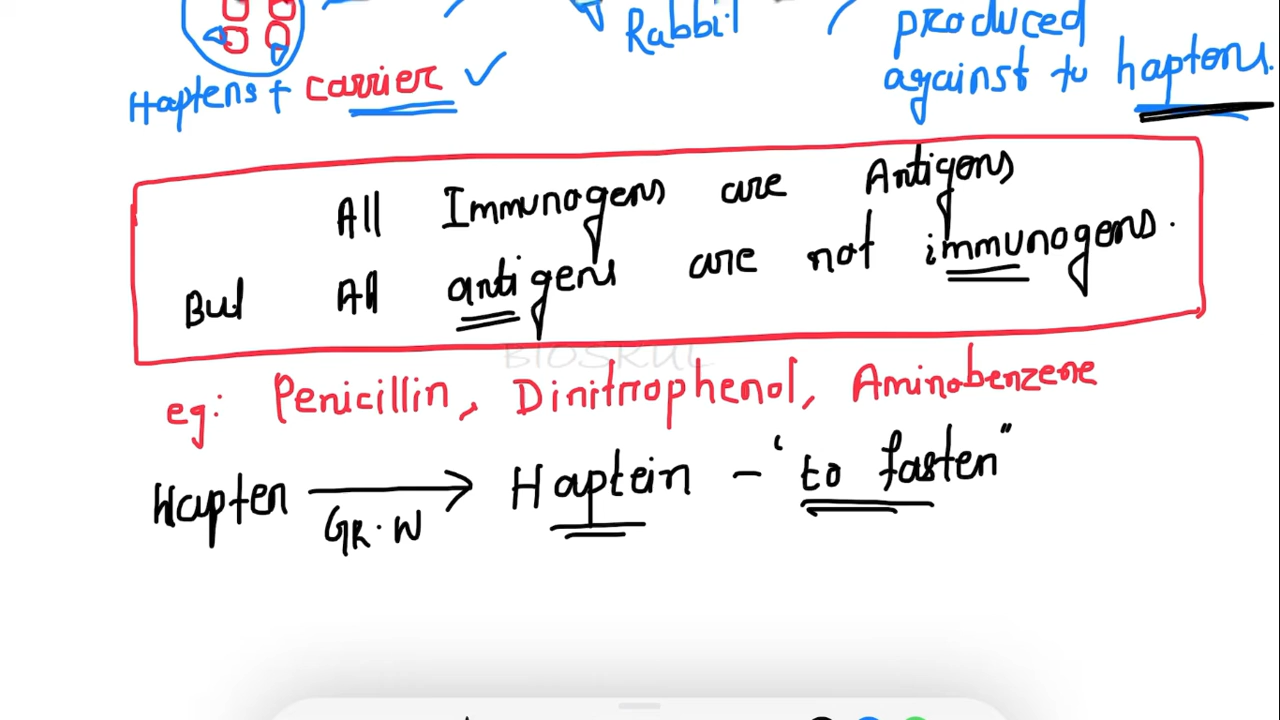 Rabbit
produced
against to haptens.
Haptens + carrier ✓
All Immunogens are Antigens
But All antigens are not immunogens.
BIOSKUL
eg: Penicillin, Dinitrophenol, Aminobenzene
Hapten → Haptein - "to fasten"
GR.W